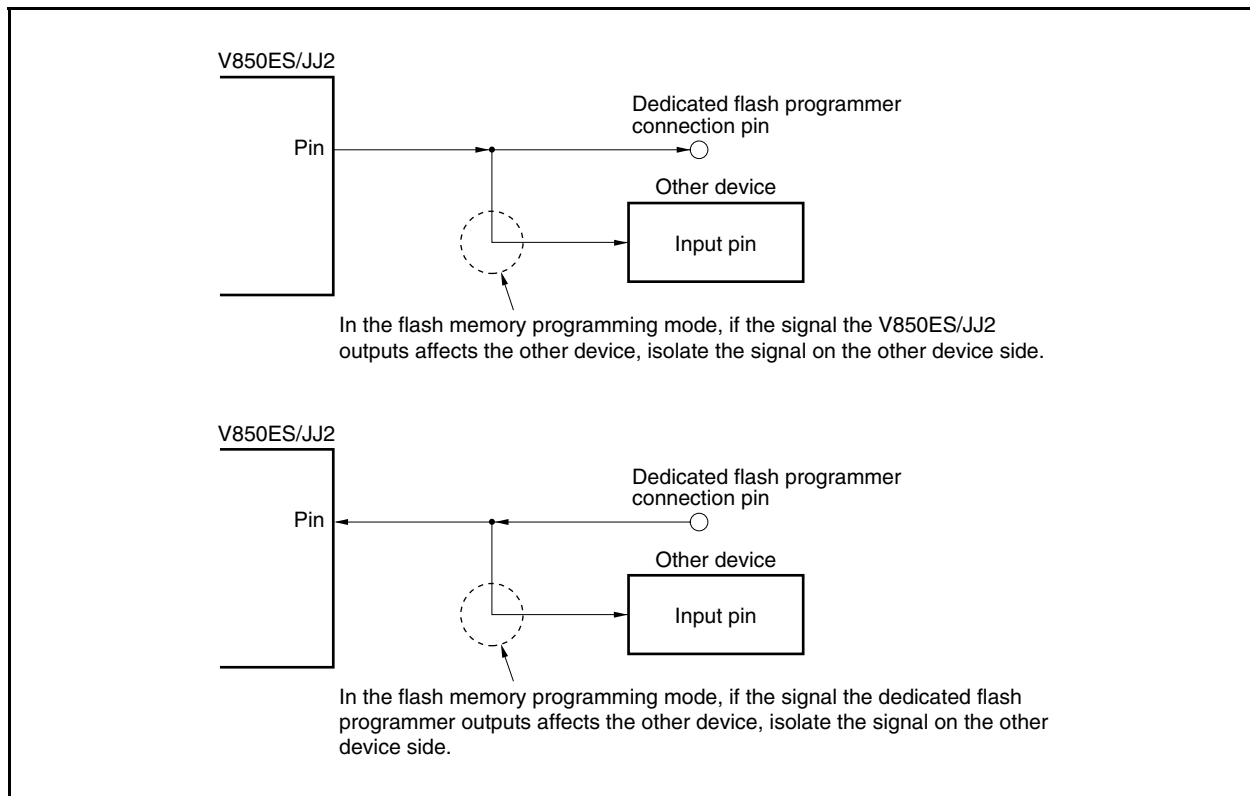 V850ES/JJ2
Dedicated flash programmer
connection pin
Pin
Other device
Input pin
In the flash memory programming mode, if the signal the V850ES/JJ2
outputs affects the other device, isolate the signal on the other device side.
V850ES/JJ2
Dedicated flash programmer
connection pin
Pin
Other device
Input pin
In the flash memory programming mode, if the signal the dedicated flash
programmer outputs affects the other device, isolate the signal on the other
device side.